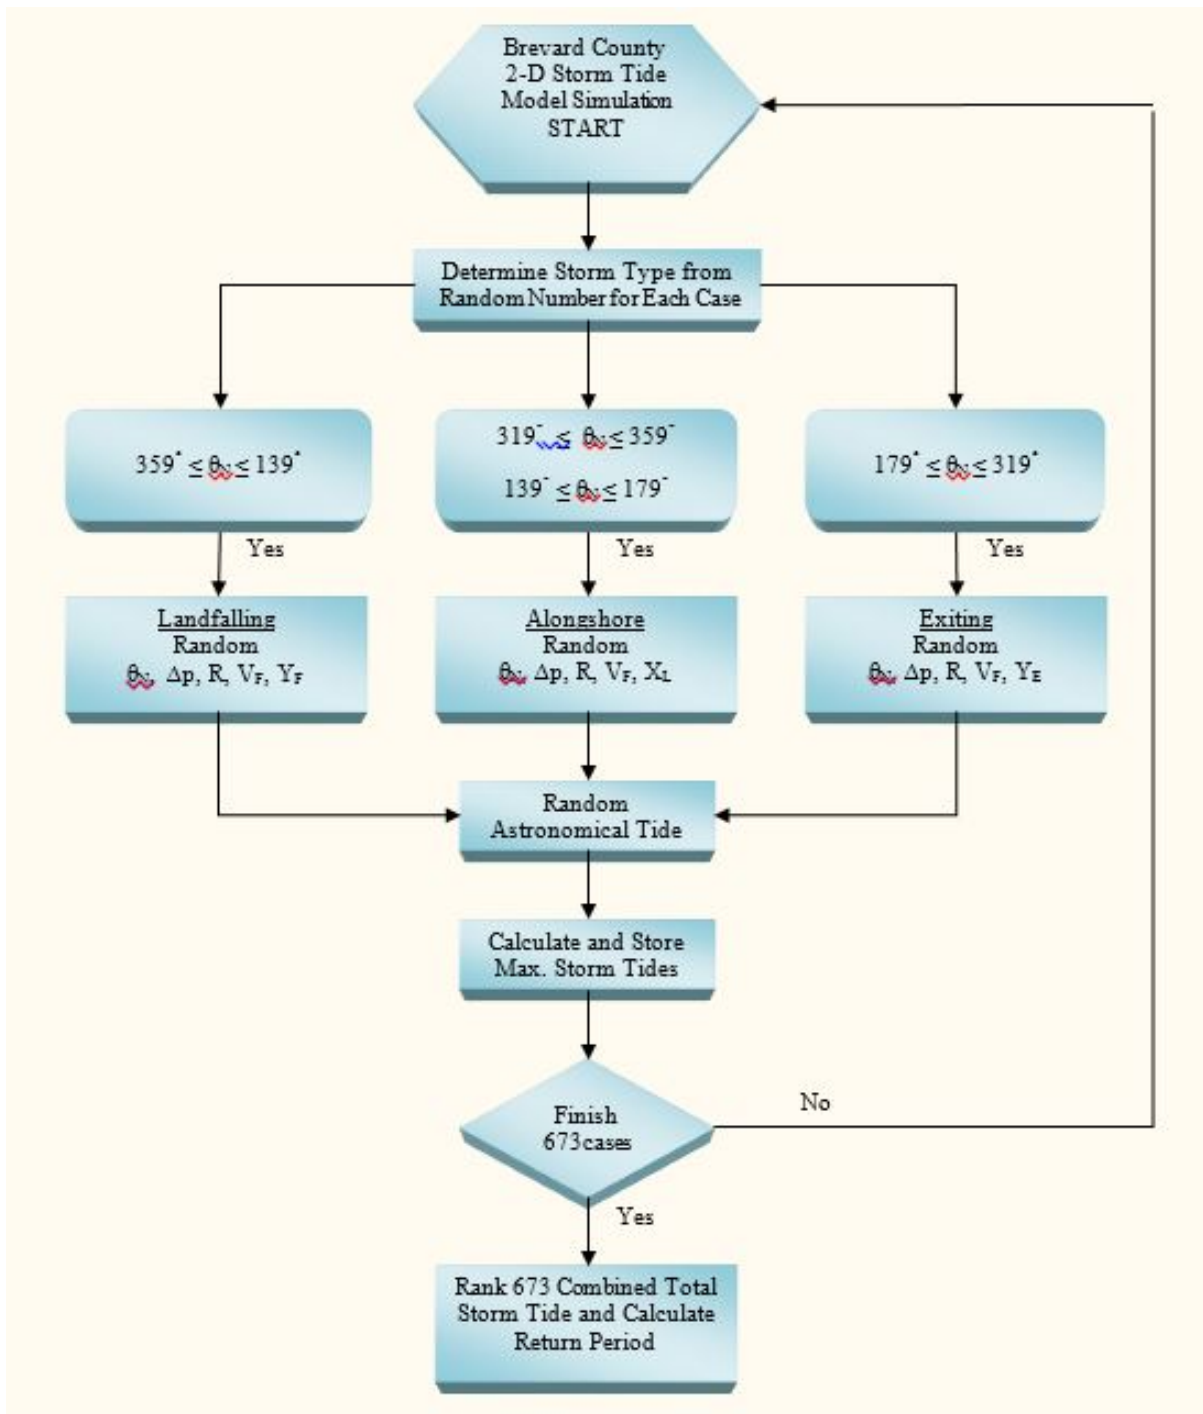 Brevard County
2-D Storm Tide
Model Simulation
START
Determine Storm Type from
Random Number for Each Case
359° ≤ θN ≤ 139°
319° ≤ θN ≤ 359°
139° ≤ θN ≤ 179°
179° ≤ θN ≤ 319°
Yes
Yes
Yes
Landfalling
Random
θN, Δp, R, VF, YF
Alongshore
Random
θN, Δp, R, VF, XL
Exiting
Random
θN, Δp, R, VF, YE
Random
Astronomical Tide
Calculate and Store
Max. Storm Tides
Finish
673cases
No
Yes
Rank 673 Combined Total
Storm Tide and Calculate
Return Period